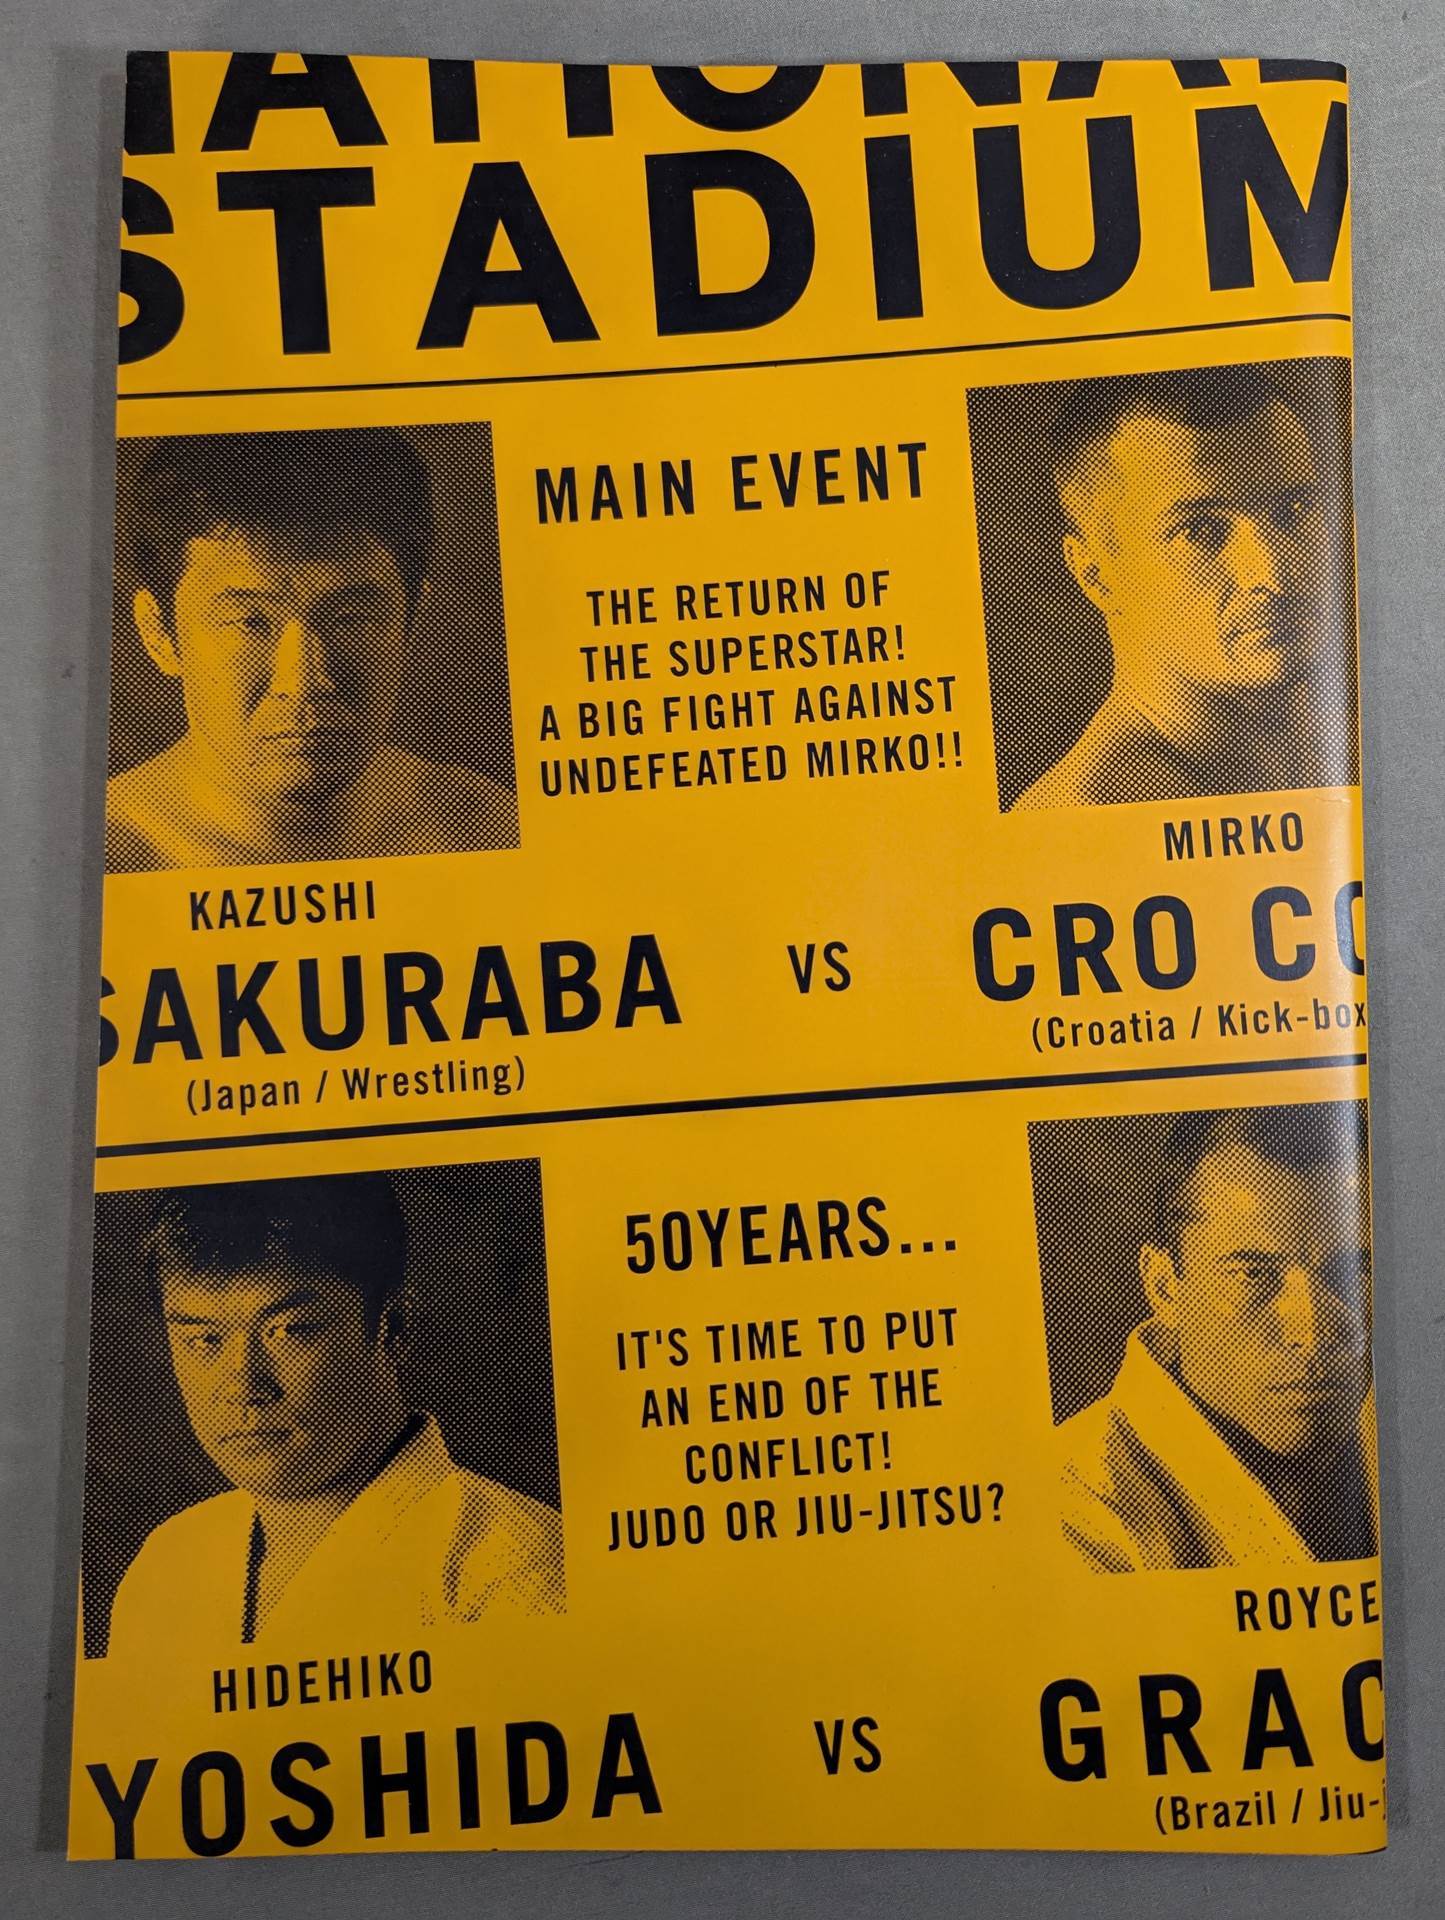 NATIONAL
STADIUM
MAIN EVENT
THE RETURN OF
THE SUPERSTAR!
A BIG FIGHT AGAINST
UNDEFEATED MIRKO!!
KAZUSHI
SAKURABA
(Japan / Wrestling)
VS
MIRKO
CRO CO
(Croatia / Kick-box
50YEARS...
IT'S TIME TO PUT
AN END OF THE
CONFLICT!
JUDO OR JIU-JITSU?
HIDEHIKO
YOSHIDA
VS
ROYCE
GRAC
(Brazil / Jiu-j